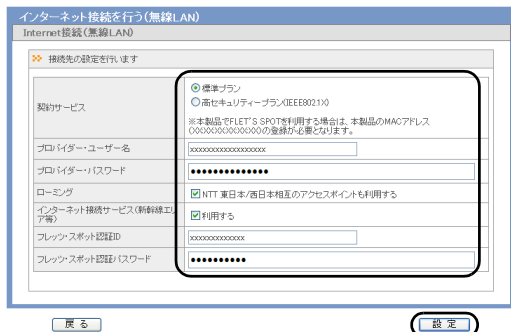 インターネット接続を行う(無線LAN)
Internet接続(無線LAN)
接続先の設定を行います
契約サービス
標準プラン
高セキュリティープラン(IEEE802.1X)
※本製品でFLET'S SPOTを利用する場合は、本製品のMACアドレス
(XXXXXXXXXXXX)の登録が必要となります。
プロバイダー・ユーザー名
xxxxxxxxxxxxxxxxxx
プロバイダー・パスワード
●●●●●●●●●●●●●●
ローミング
NTT 東日本/西日本相互のアクセスポイントも利用する
インターネット接続サービス(新幹線エリ
ア等)
利用する
フレッツ・スポット認証ID
xxxxxxxxxxxxx
フレッツ・スポット認証パスワード
●●●●●●●●●●
戻 る
設 定